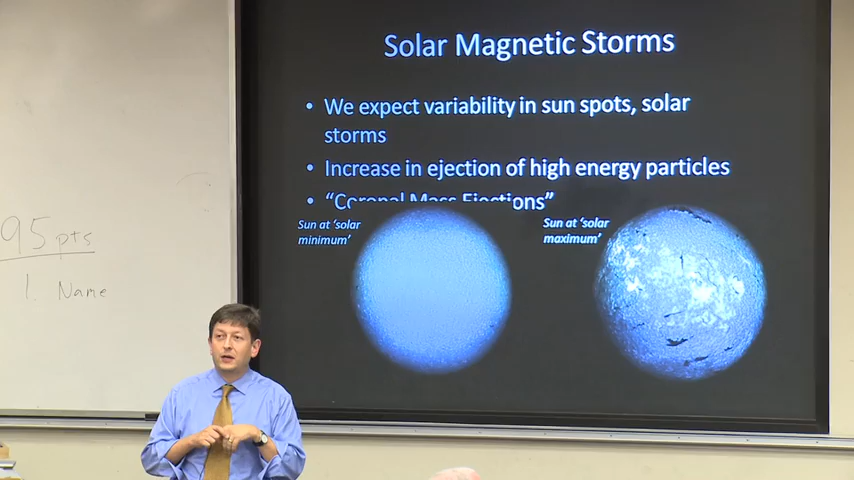 Solar Magnetic Storms
• We expect variability in sun spots, solar
storms
• Increase in ejection of high energy particles
• "Coronal Mass Ejections"
Sun at 'solar
minimum'
Sun at 'solar
maximum'
95 pts
1. Name